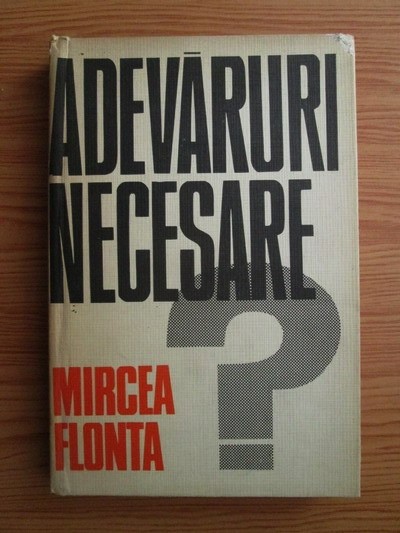 ADEVĂRURI
NECESARE
?
MIRCEA
FLONTA